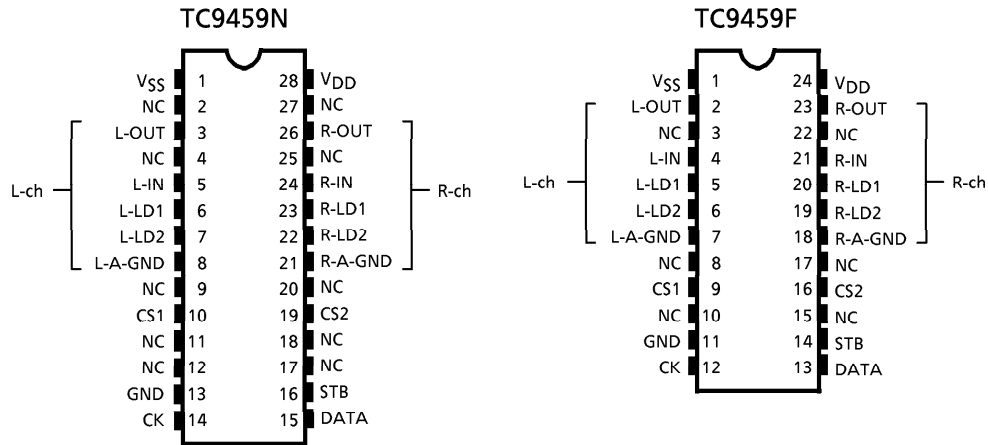 TC9459N
VSS 1 28 VDD
NC 2 27 NC
L-OUT 3 26 R-OUT
NC 4 25 NC
L-IN 5 24 R-IN
L-ch
R-ch
L-LD1 6 23 R-LD1
L-LD2 7 22 R-LD2
L-A-GND 8 21 R-A-GND
NC 9 20 NC
CS1 10 19 CS2
NC 11 18 NC
NC 12 17 NC
GND 13 16 STB
CK 14 15 DATA
TC9459F
VSS 1 24 VDD
L-OUT 2 23 R-OUT
NC 3 22 NC
L-IN 4 21 R-IN
L-ch
R-ch
L-LD1 5 20 R-LD1
L-LD2 6 19 R-LD2
L-A-GND 7 18 R-A-GND
NC 8 17 NC
CS1 9 16 CS2
NC 10 15 NC
GND 11 14 STB
CK 12 13 DATA